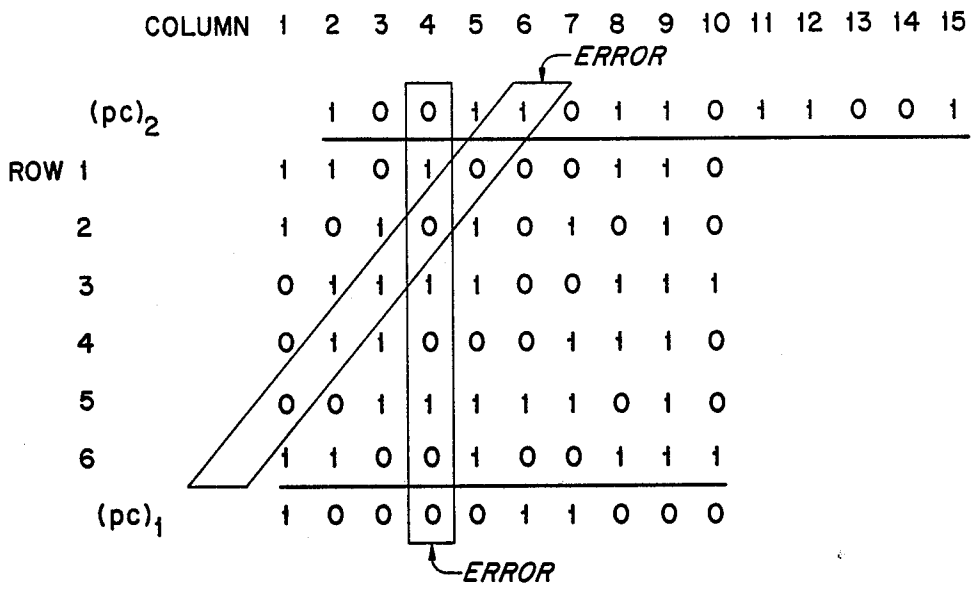 COLUMN 1 2 3 4 5 6 7 8 9 10 11 12 13 14 15
ERROR
(pc)₂ 1 0 0 1 1 0 1 1 0 1 1 0 0 1
ROW 1 1 1 0 1 0 0 0 1 1 0
2 1 0 1 0 1 0 1 0 1 0
3 0 1 1 1 1 0 0 1 1 1
4 0 1 1 0 0 0 1 1 1 0
5 0 0 1 1 1 1 1 0 1 0
6 1 1 0 0 1 0 0 1 1 1
(pc)₁ 1 0 0 0 0 1 1 0 0 0
ERROR